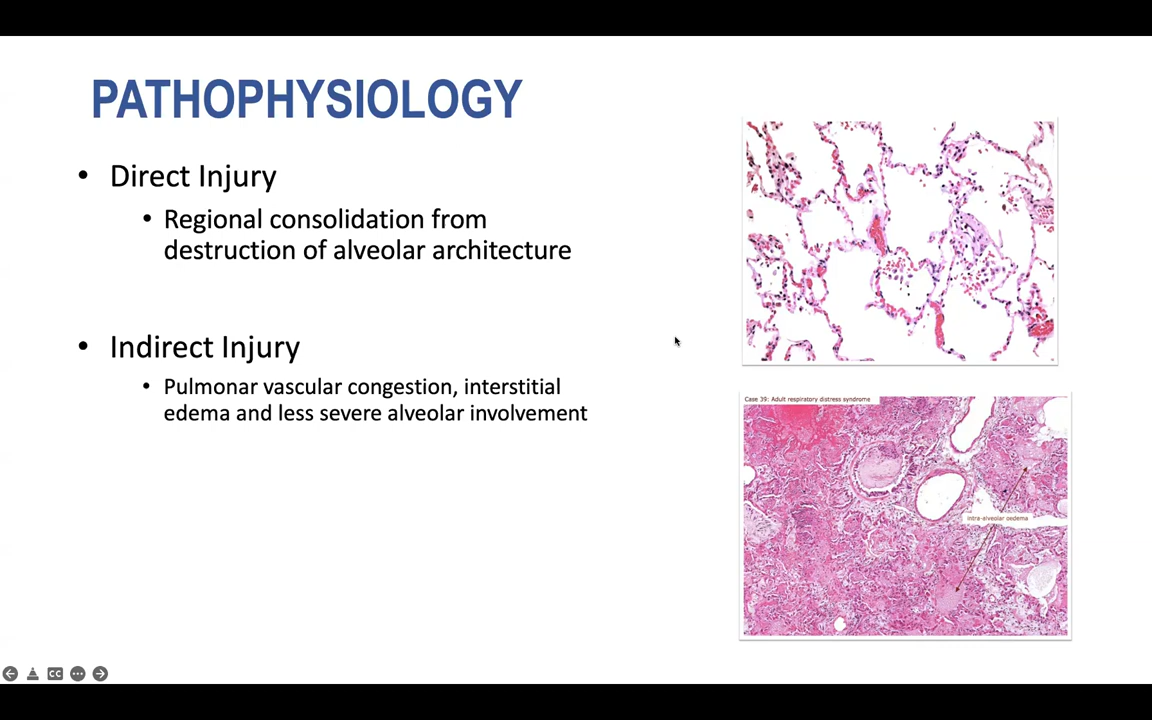 PATHOPHYSIOLOGY
• Direct Injury
• Regional consolidation from
destruction of alveolar architecture
• Indirect Injury
• Pulmonar vascular congestion, interstitial
edema and less severe alveolar involvement
Case 39: Adult respiratory distress syndrome
intra-alveolar oedema
CC